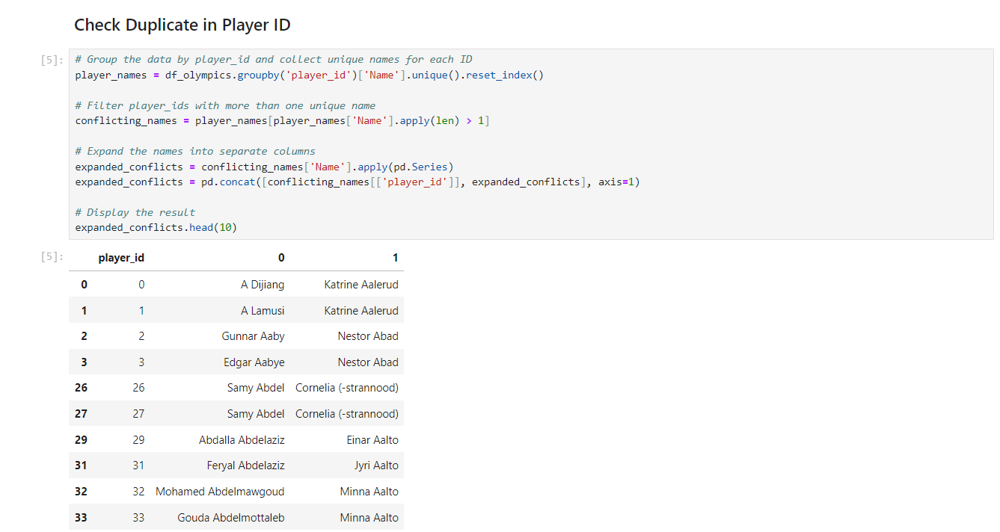 Check Duplicate in Player ID
[5]:
# Group the data by player_id and collect unique names for each ID
player_names = df_olympics.groupby('player_id')['Name'].unique().reset_index()
# Filter player_ids with more than one unique name
conflicting_names = player_names[player_names['Name'].apply(len) > 1]
# Expand the names into separate columns
expanded_conflicts = conflicting_names['Name'].apply(pd.Series)
expanded_conflicts = pd.concat([conflicting_names[['player_id']], expanded_conflicts], axis=1)
# Display the result
expanded_conflicts.head(10)
[5]:
player_id 0 1
0 0 A Dijiang Katrine Aalerud
1 1 A Lamusi Katrine Aalerud
2 2 Gunnar Aaby Nestor Abad
3 3 Edgar Aabye Nestor Abad
26 26 Samy Abdel Cornelia (-strannood)
27 27 Samy Abdel Cornelia (-strannood)
29 29 Abdalla Abdelaziz Einar Aalto
31 31 Feryal Abdelaziz Jyri Aalto
32 32 Mohamed Abdelmawgoud Minna Aalto
33 33 Gouda Abdelmottaleb Minna Aalto